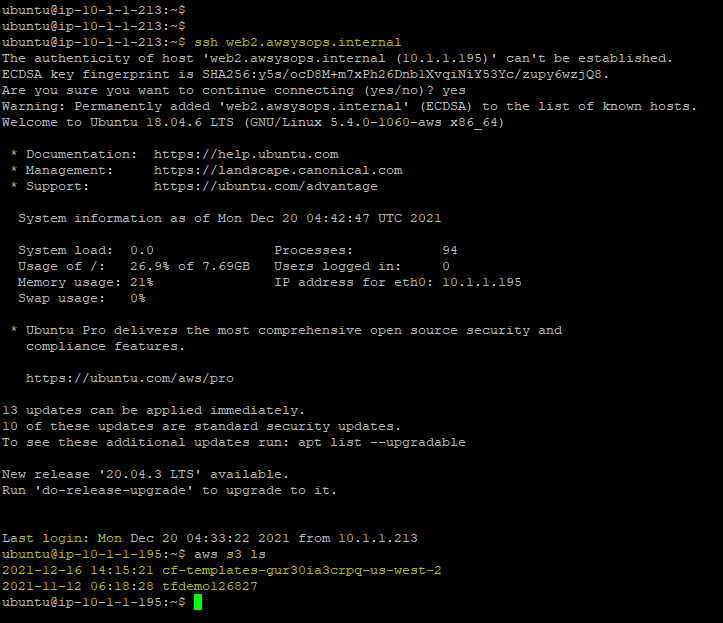 ubuntu@ip-10-1-1-213:~$
ubuntu@ip-10-1-1-213:~$
ubuntu@ip-10-1-1-213:~$ ssh web2.awsysops.internal
The authenticity of host 'web2.awsysops.internal (10.1.1.195)' can't be established.
ECDSA key fingerprint is SHA256:y5s/ocD8M+m7xPh26Dnb1XvqiNiY53Yc/zupy6wzjQ8.
Are you sure you want to continue connecting (yes/no)? yes
Warning: Permanently added 'web2.awsysops.internal' (ECDSA) to the list of known hosts.
Welcome to Ubuntu 18.04.6 LTS (GNU/Linux 5.4.0-1060-aws x86_64)

 * Documentation:  https://help.ubuntu.com
 * Management:     https://landscape.canonical.com
 * Support:        https://ubuntu.com/advantage

  System information as of Mon Dec 20 04:42:47 UTC 2021

  System load:  0.0               Processes:           94
  Usage of /:   26.9% of 7.69GB   Users logged in:     0
  Memory usage: 21%               IP address for eth0: 10.1.1.195
  Swap usage:   0%

 * Ubuntu Pro delivers the most comprehensive open source security and
   compliance features.

   https://ubuntu.com/aws/pro

13 updates can be applied immediately.
10 of these updates are standard security updates.
To see these additional updates run: apt list --upgradable

New release '20.04.3 LTS' available.
Run 'do-release-upgrade' to upgrade to it.


Last login: Mon Dec 20 04:33:22 2021 from 10.1.1.213
ubuntu@ip-10-1-1-195:~$ aws s3 ls
2021-12-16 14:15:21 cf-templates-gur30ia3crpq-us-west-2
2021-11-12 06:18:28 tfdemo126827
ubuntu@ip-10-1-1-195:~$